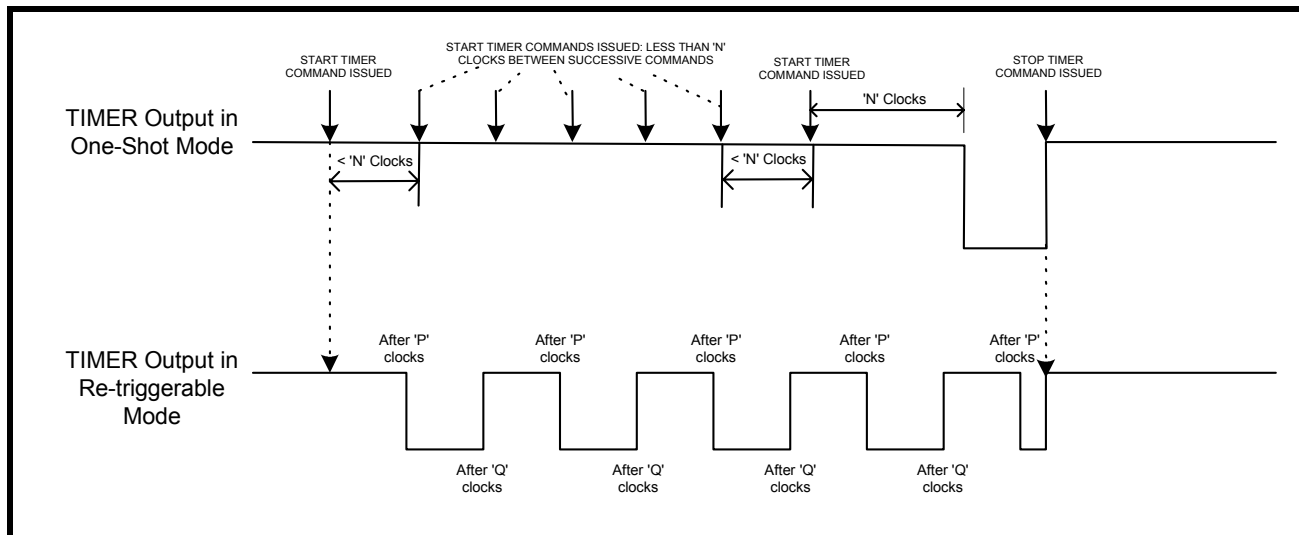 START TIMER
COMMAND ISSUED
START TIMER COMMANDS ISSUED: LESS THAN 'N'
CLOCKS BETWEEN SUCCESSIVE COMMANDS
START TIMER
COMMAND ISSUED
STOP TIMER
COMMAND ISSUED
TIMER Output in
One-Shot Mode
'N' Clocks
< 'N' Clocks
< 'N' Clocks
TIMER Output in
Re-triggerable
Mode
After 'P'
clocks
After 'P'
clocks
After 'P'
clocks
After 'P'
clocks
After 'P'
clocks
After 'Q'
clocks
After 'Q'
clocks
After 'Q'
clocks
After 'Q'
clocks